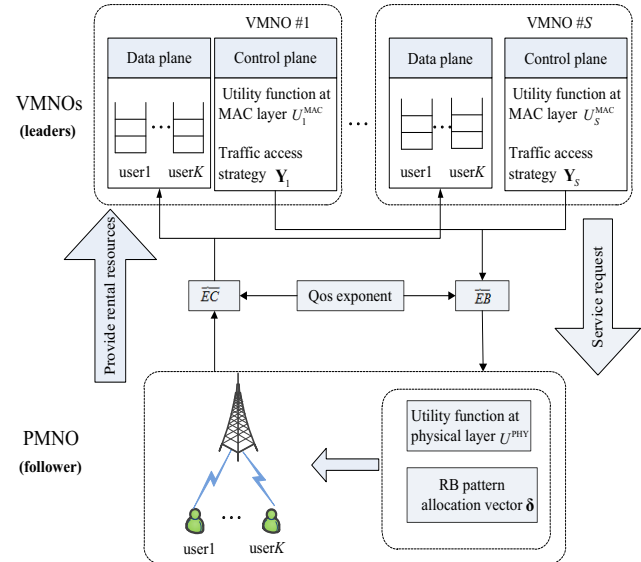 VMNO #1
VMNO #S
Data plane
Control plane
Data plane
Control plane
VMNOs
(leaders)
Utility function at
MAC layer U₁ᴹᴬᶜ
Traffic access
strategy Y₁
...
user1 userK
...
Utility function at
MAC layer U_S^MAC
Traffic access
strategy Y_S
...
user1 userK
Provide rental resources
Service request
EC
Qos exponent
EB
PMNO
(follower)
Utility function at
physical layer U^PHY
RB pattern
allocation vector δ
...
user1 userK